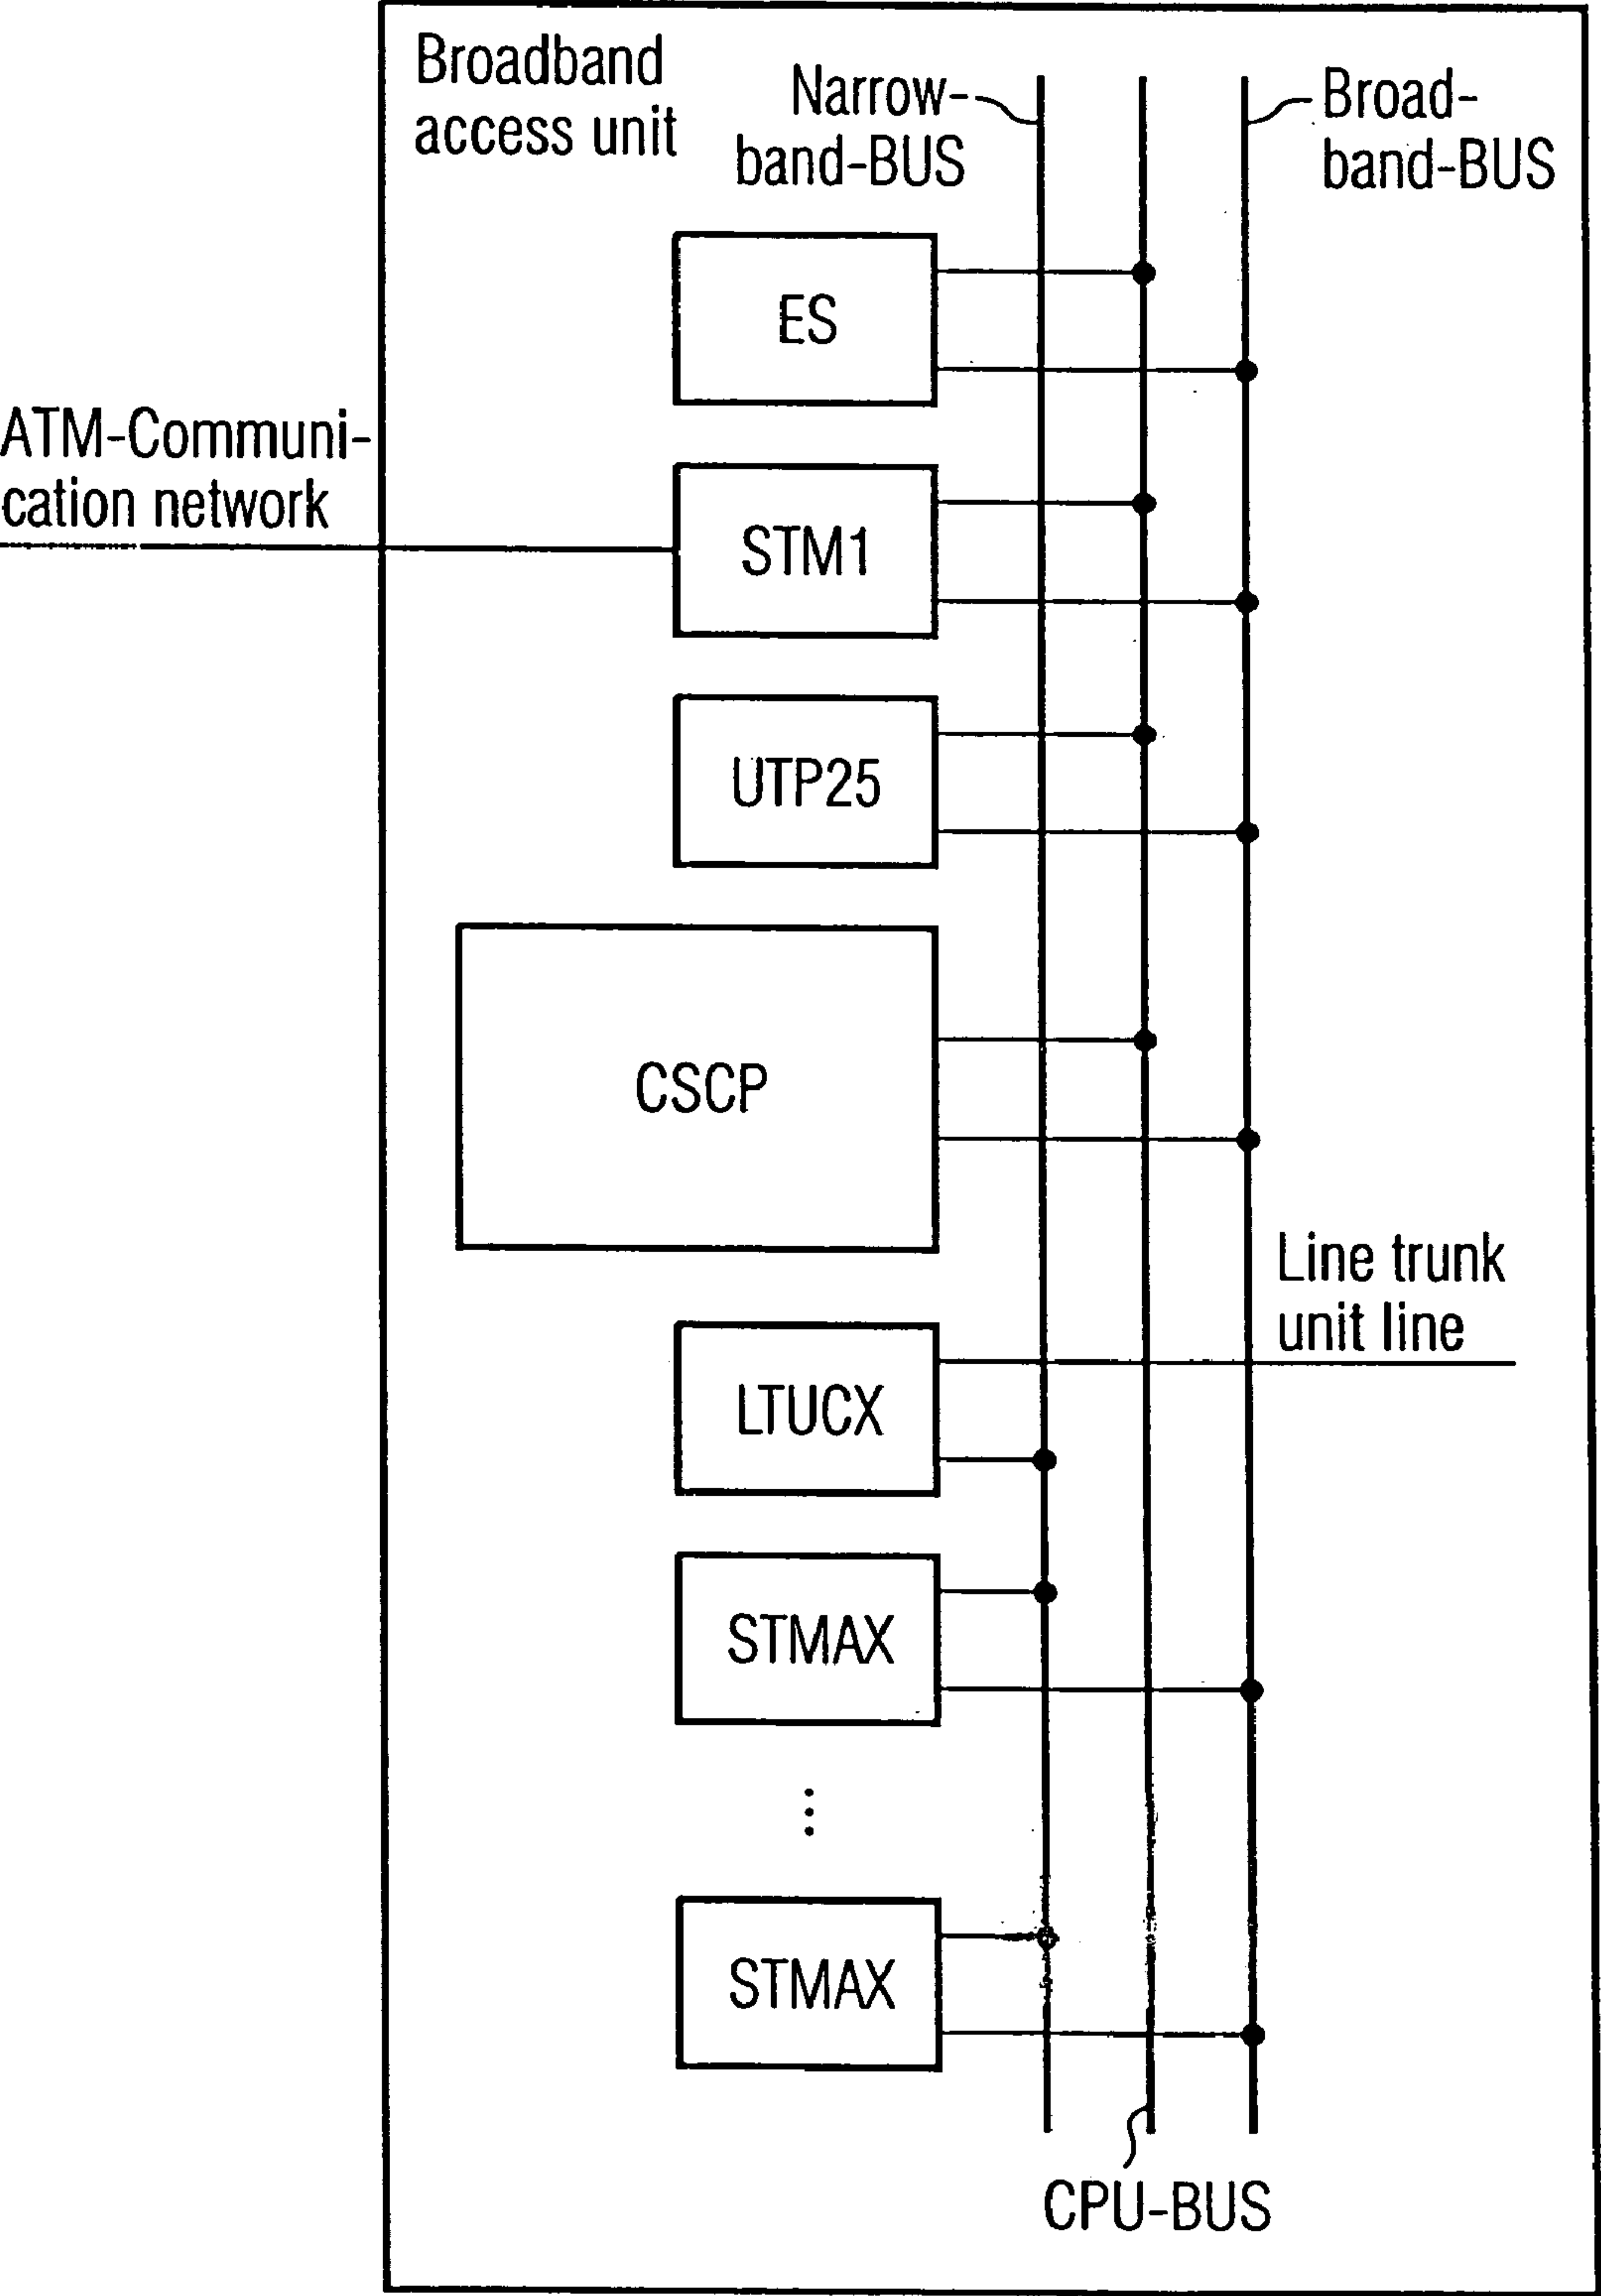 Broadband
access unit
Narrow-
band-BUS
Broad-
band-BUS
ES
ATM-Communi-
cation network
STM1
UTP25
CSCP
Line trunk
unit line
LTUCX
STMAX
STMAX
CPU-BUS